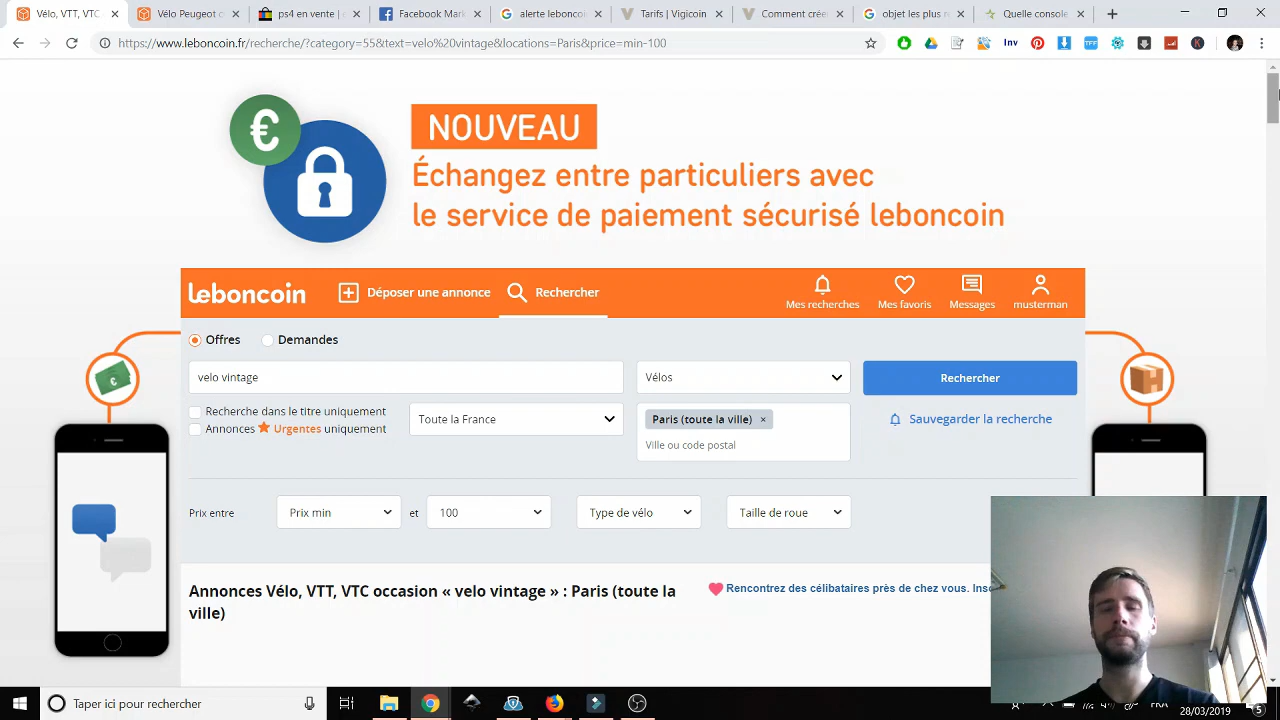 Vélo, VTT, VTC
Vélo Peugeot c
ps4 en vente
Facebook Mark
alerte leboncoin
Tarifs | Vigicoin
Comment créer
objet les plus r
Quelle console
https://www.leboncoin.fr/recherche/?category=55&text=velo%20vintage&locations=Paris&price=min-100
Inv
TFF
K
€
NOUVEAU
Échangez entre particuliers avec
le service de paiement sécurisé leboncoin
leboncoin
Déposer une annonce
Rechercher
Mes recherches
Mes favoris
Messages
musterman
Offres
Demandes
velo vintage
Vélos
Rechercher
Recherche dans le titre uniquement
Annonces Urgentes uniquement
Toute la France
Paris (toute la ville) ×
Ville ou code postal
Sauvegarder la recherche
€
Prix entre
Prix min
et
100
Type de vélo
Taille de roue
Annonces Vélo, VTT, VTC occasion « velo vintage » : Paris (toute la
ville)
Rencontrez des célibataires près de chez vous.
Taper ici pour rechercher
28/03/2019
5